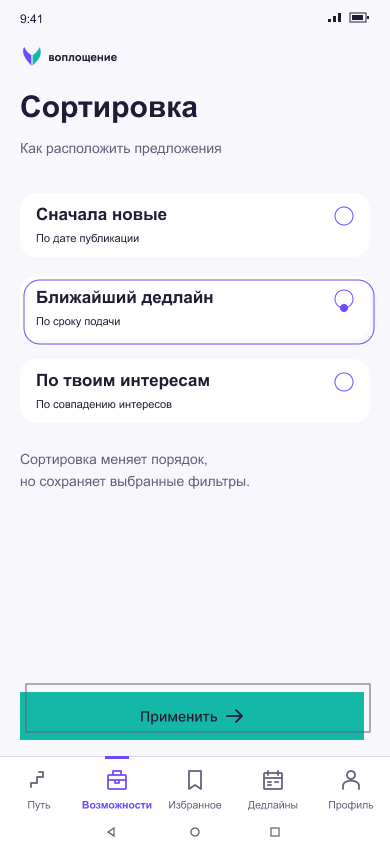 9:41
воплощение
Сортировка
Как расположить предложения
Сначала новые
По дате публикации
Ближайший дедлайн
По сроку подачи
По твоим интересам
По совпадению интересов
Сортировка меняет порядок,
но сохраняет выбранные фильтры.
Применить
Путь Возможности Избранное Дедлайны Профиль